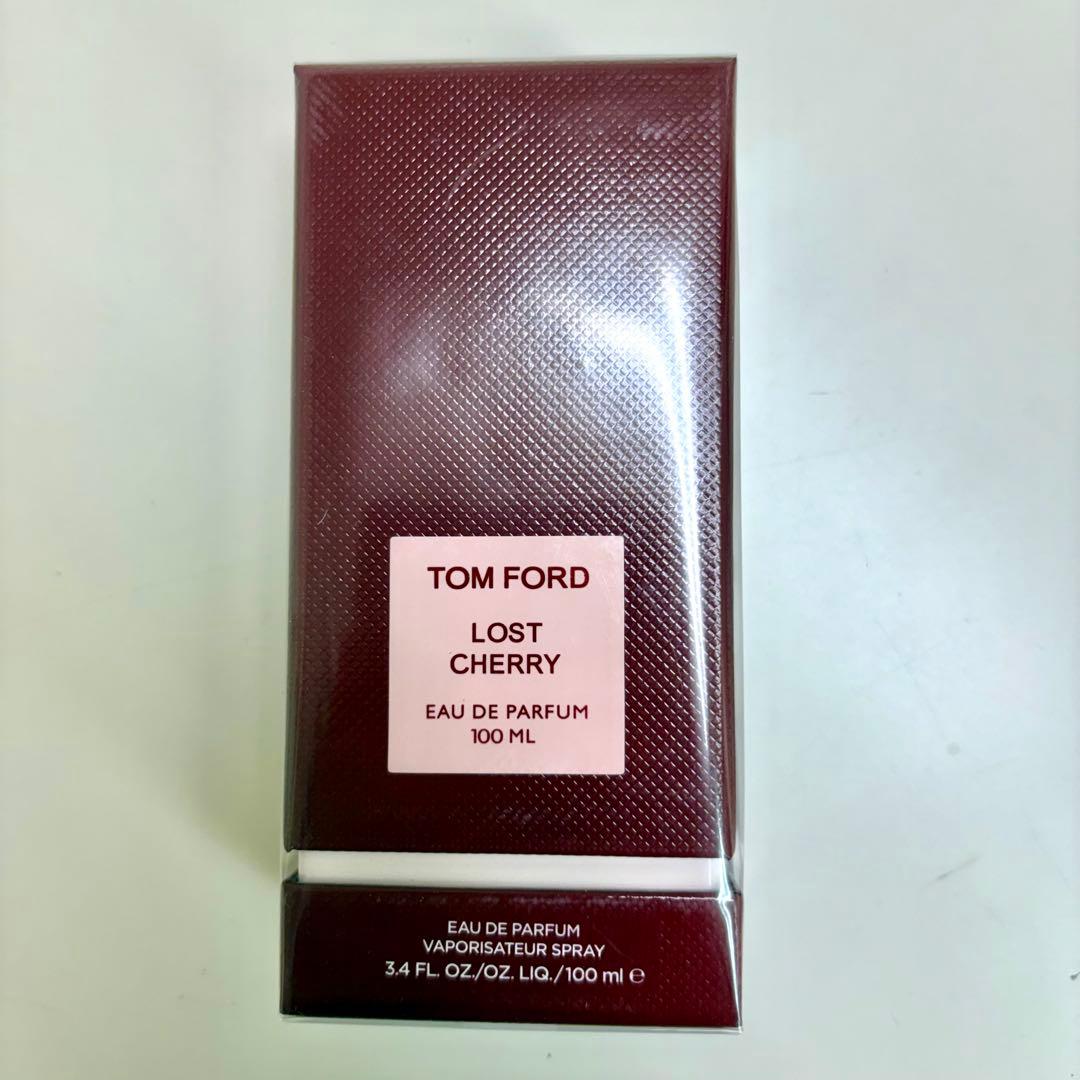 TOM FORD
LOST
CHERRY
EAU DE PARFUM
100 ML
EAU DE PARFUM
VAPORISATEUR SPRAY
3.4 FL. OZ./OZ. LIQ./100 ml ℮